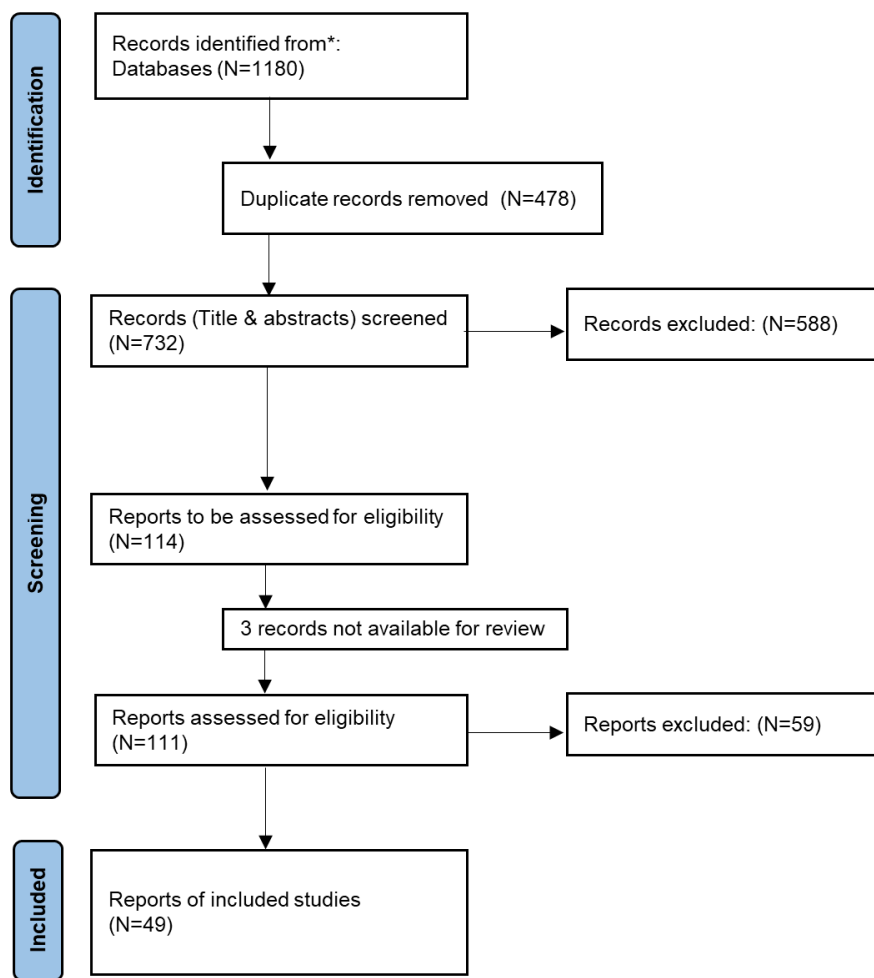 Identification
Records identified from*:
Databases (N=1180)
Duplicate records removed (N=478)
Screening
Records (Title & abstracts) screened
(N=732)
Records excluded: (N=588)
Reports to be assessed for eligibility
(N=114)
3 records not available for review
Reports assessed for eligibility
(N=111)
Reports excluded: (N=59)
Included
Reports of included studies
(N=49)